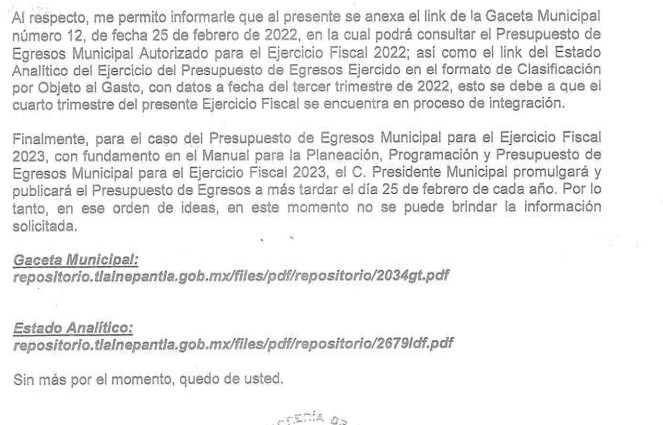 Al respecto, me permito informarle que al presente se anexa el link de la Gaceta Municipal
número 12, de fecha 25 de febrero de 2022, en la cual podrá consultar el Presupuesto de
Egresos Municipal Autorizado para el Ejercicio Fiscal 2022; así como el link del Estado
Analítico del Ejercicio del Presupuesto de Egresos Ejercido en el formato de Clasificación
por Objeto al Gasto, con datos a fecha del tercer trimestre de 2022, esto se debe a que el
cuarto trimestre del presente Ejercicio Fiscal se encuentra en proceso de integración.
Finalmente, para el caso del Presupuesto de Egresos Municipal para el Ejercicio Fiscal
2023, con fundamento en el Manual para la Planeación, Programación y Presupuesto de
Egresos Municipal para el Ejercicio Fiscal 2023, el C. Presidente Municipal promulgará y
publicará el Presupuesto de Egresos a más tardar el día 25 de febrero de cada año. Por lo
tanto, en ese orden de ideas, en este momento no se puede brindar la información
solicitada.
Gaceta Municipal:
repositorio.tlalnepantla.gob.mx/files/pdf/repositorio/2034gt.pdf
Estado Analítico:
repositorio.tlalnepantla.gob.mx/files/pdf/repositorio/2679ldf.pdf
Sin más por el momento, quedo de usted.